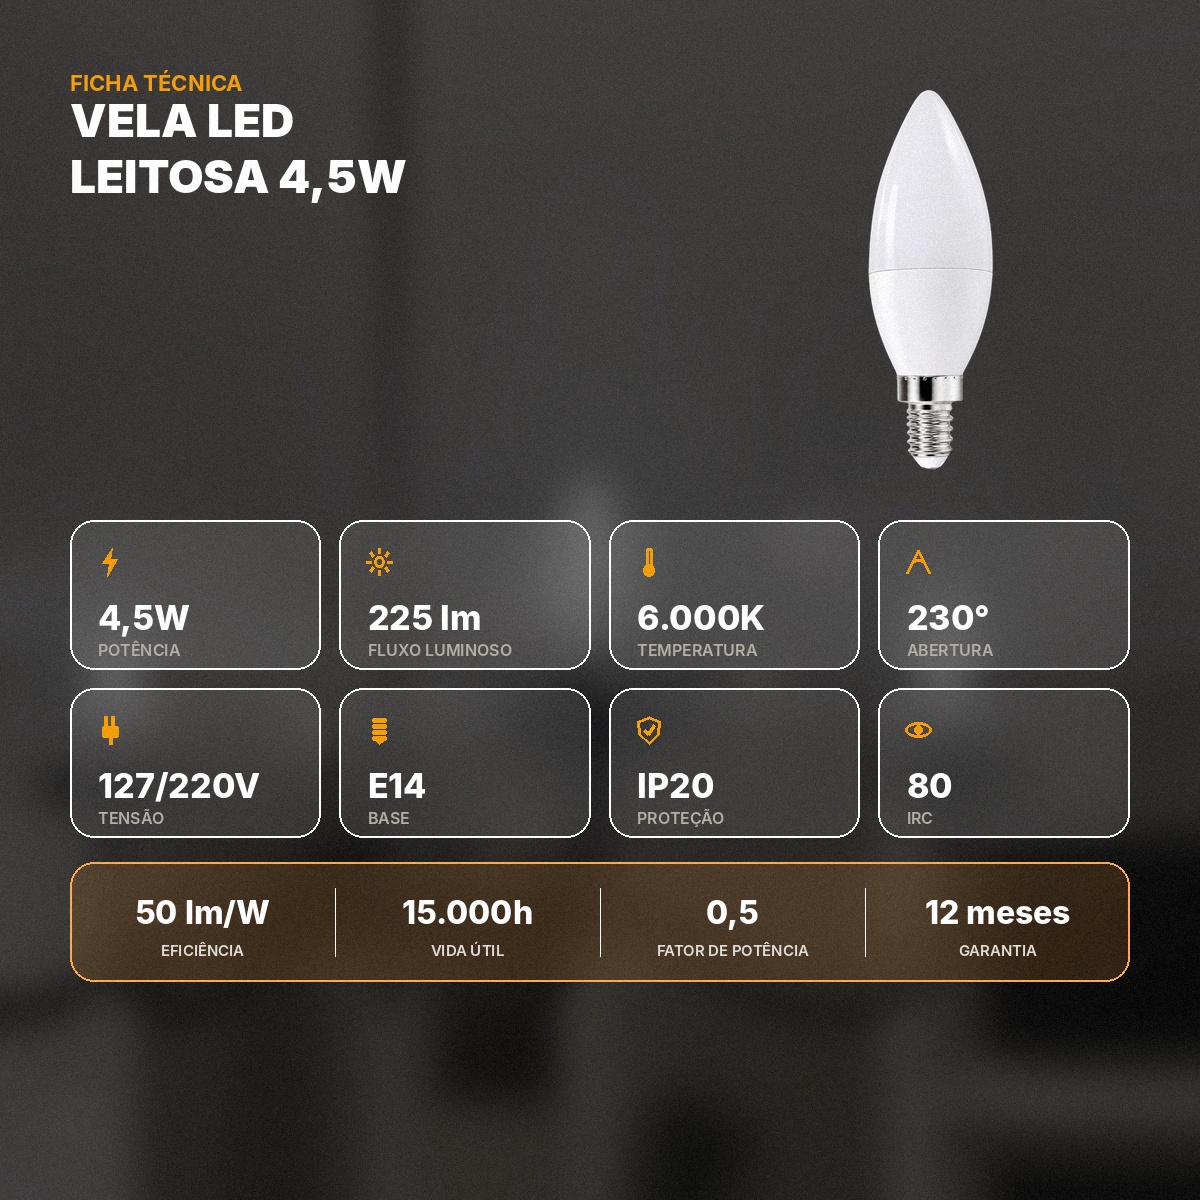 FICHA TÉCNICA
VELA LED
LEITOSA 4,5W
4,5W
POTÊNCIA
225 lm
FLUXO LUMINOSO
6.000K
TEMPERATURA
230°
ABERTURA
127/220V
TENSÃO
E14
BASE
IP20
PROTEÇÃO
80
IRC
50 lm/W
EFICIÊNCIA
15.000h
VIDA ÚTIL
0,5
FATOR DE POTÊNCIA
12 meses
GARANTIA